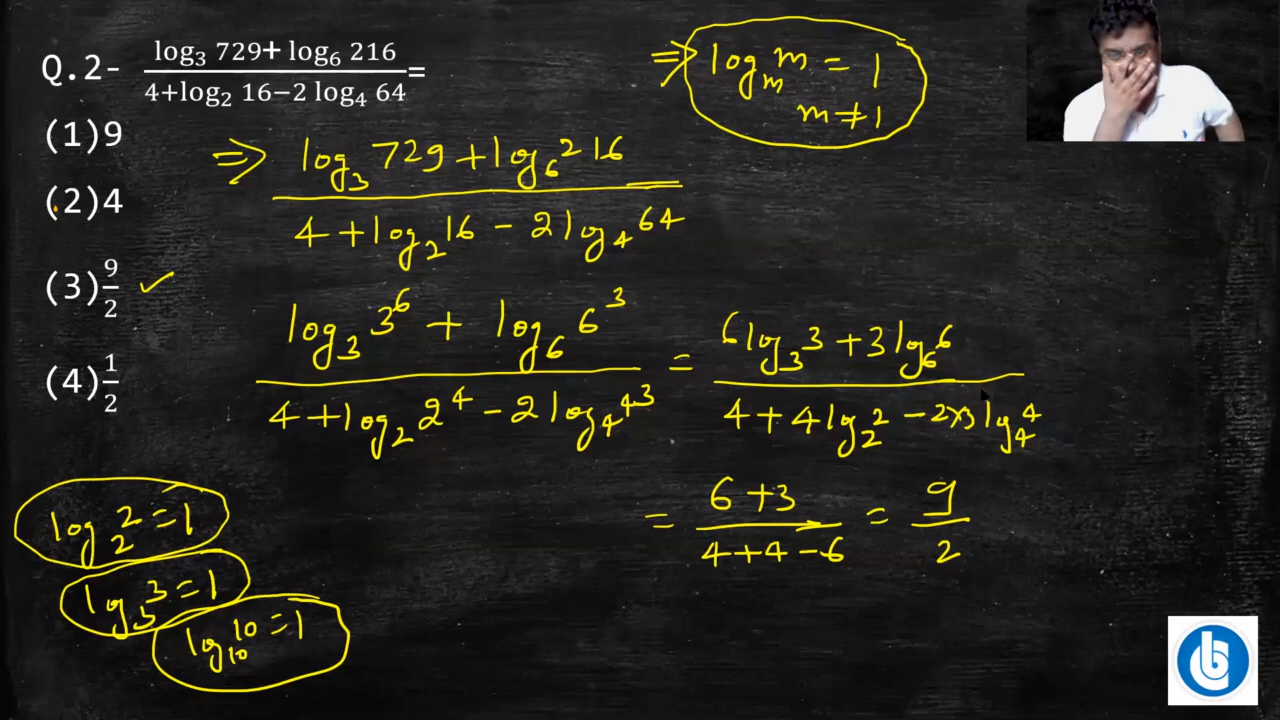 Q.2- (log₃ 729+ log₆ 216)/(4+log₂ 16−2 log₄ 64)=
(1)9
(2)4
(3)9/2 ✓
(4)1/2
⇒ log_m m = 1
m ≠ 1
⇒ (log₃ 729 + log₆ 216)/(4 + log₂ 16 − 2 log₄ 64)
(log₃ 3⁶ + log₆ 6³)/(4 + log₂ 2⁴ − 2 log₄ 4³) = (6 log₃ 3 + 3 log₆ 6)/(4 + 4 log₂ 2 − 2×3 log₄ 4)
= (6 + 3)/(4 + 4 − 6) = 9/2
log₂ 2 = 1
log₃ 3 = 1
log₁₀ 10 = 1